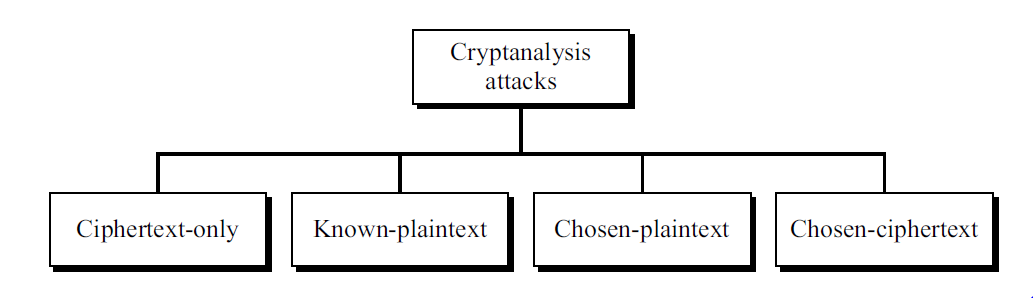 Cryptanalysis
attacks
Ciphertext-only
Known-plaintext
Chosen-plaintext
Chosen-ciphertext